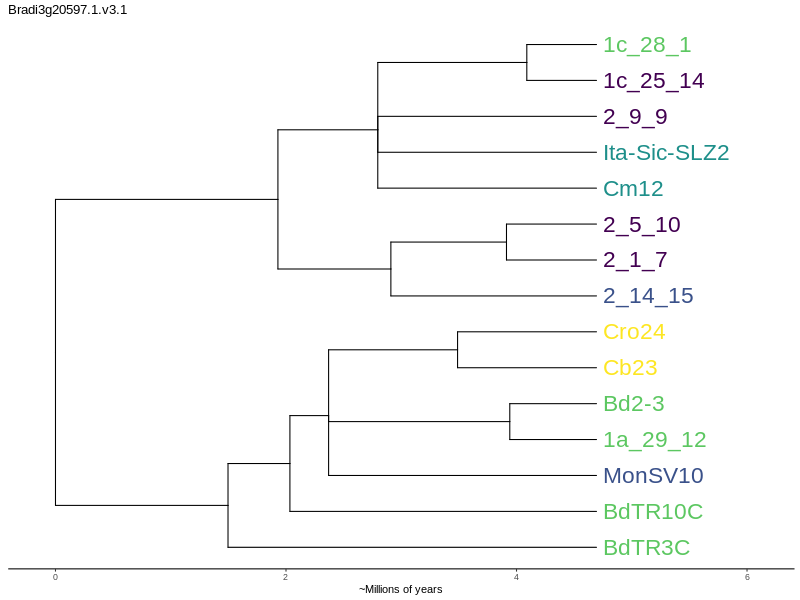 Bradi3g20597.1.v3.1
1c_28_1
1c_25_14
2_9_9
Ita-Sic-SLZ2
Cm12
2_5_10
2_1_7
2_14_15
Cro24
Cb23
Bd2-3
1a_29_12
MonSV10
BdTR10C
BdTR3C
0 2 4 6
~Millions of years